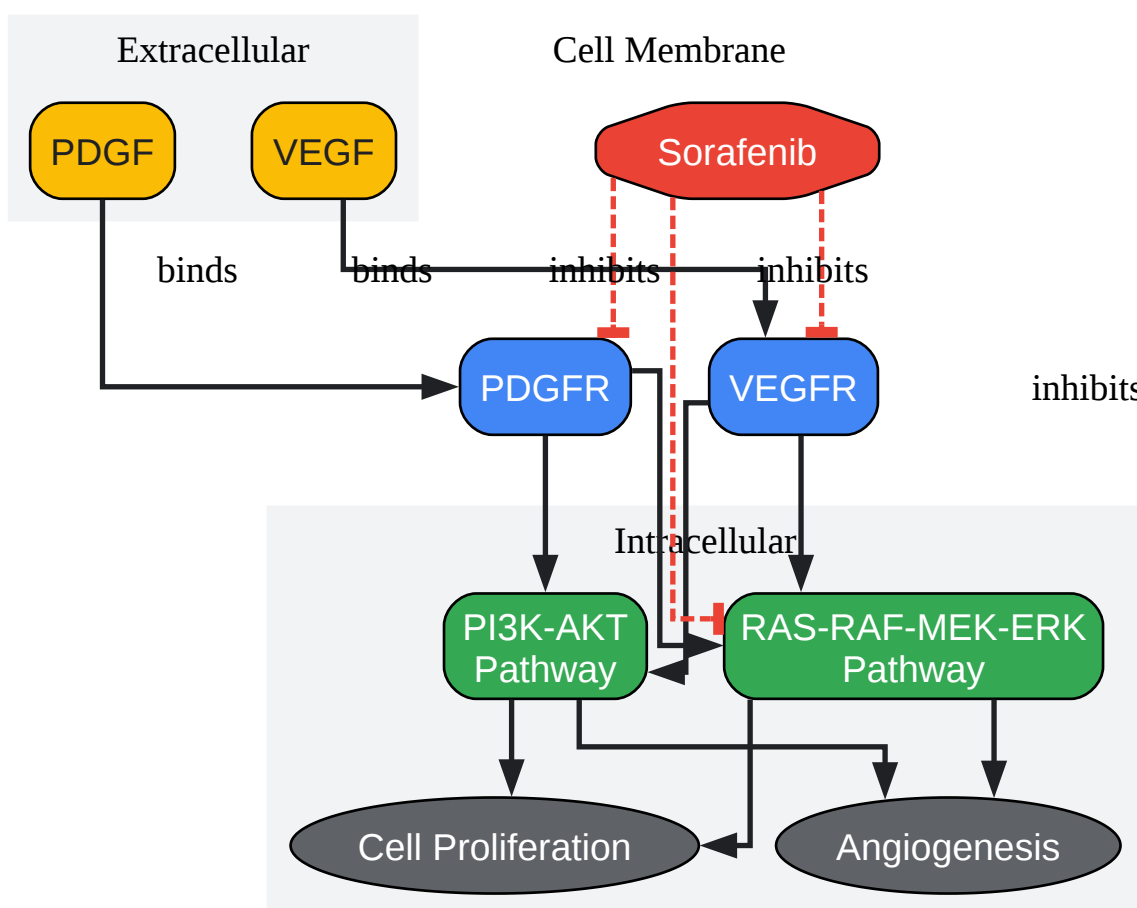 Extracellular
Cell Membrane
PDGF
VEGF
Sorafenib
binds
binds
inhibits
inhibits
PDGFR
VEGFR
inhibits
Intracellular
PI3K-AKT
Pathway
RAS-RAF-MEK-ERK
Pathway
Cell Proliferation
Angiogenesis